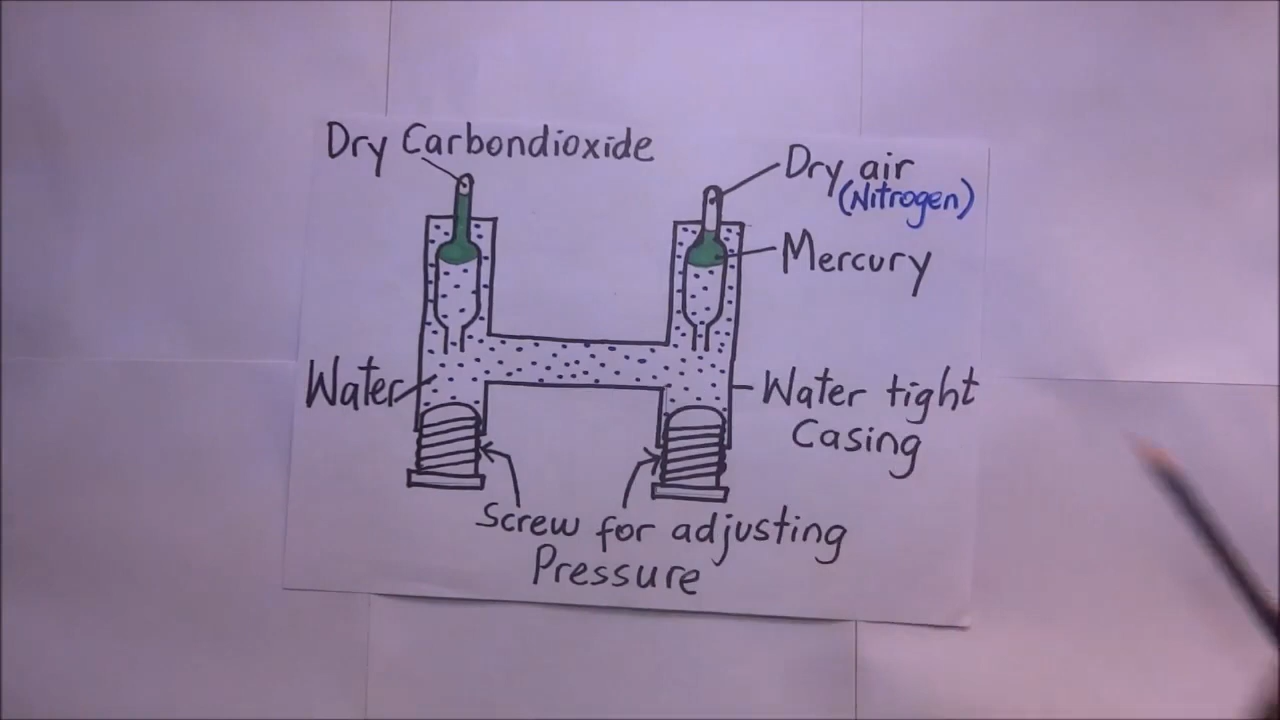 Dry Carbondioxide
Dry air
(Nitrogen)
Mercury
Water
Water tight
Casing
Screw for adjusting
Pressure